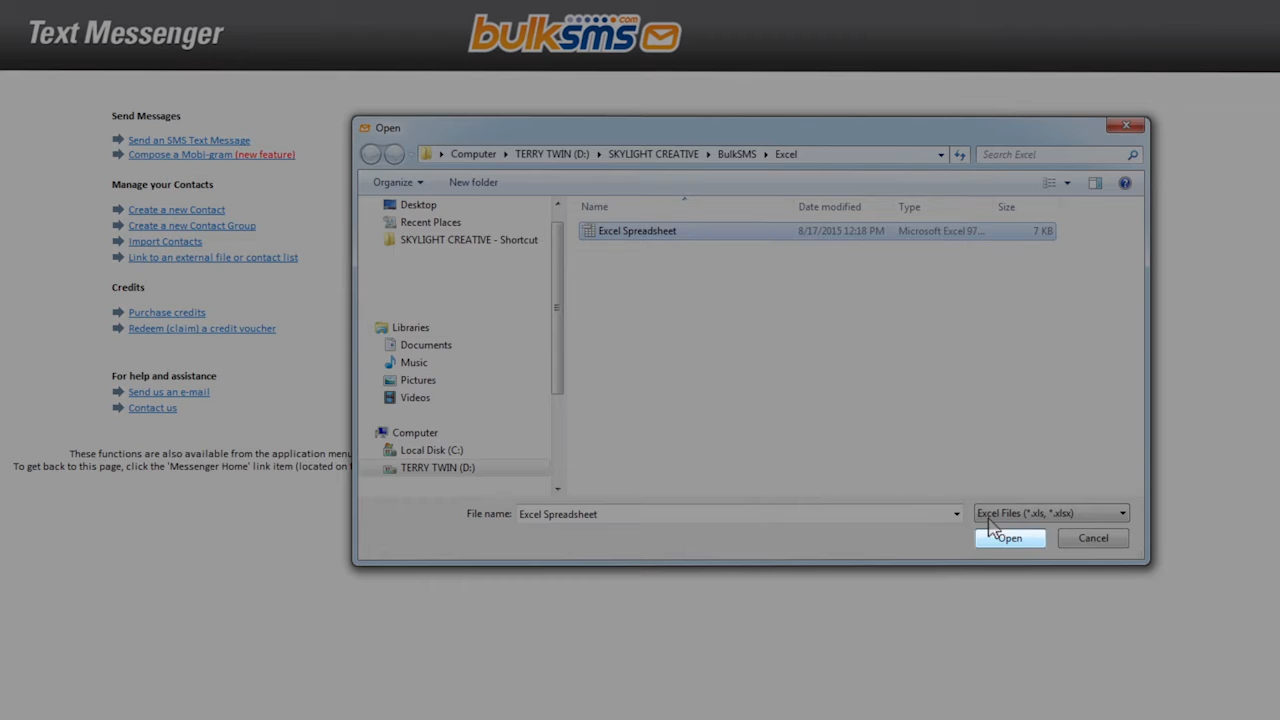 Text Messenger
bulksms.com
Send Messages
Send an SMS Text Message
Compose a Mobi-gram (new feature)
Manage your Contacts
Create a new Contact
Create a new Contact Group
Import Contacts
Link to an external file or contact list
Credits
Purchase credits
Redeem (claim) a credit voucher
For help and assistance
Send us an e-mail
Contact us
These functions are also available from the application menu
To get back to this page, click the 'Messenger Home' link item (located on
Open
Computer TERRY TWIN (D:) SKYLIGHT CREATIVE BulkSMS Excel
Search Excel
Organize New folder
Desktop
Recent Places
SKYLIGHT CREATIVE - Shortcut
Libraries
Documents
Music
Pictures
Videos
Computer
Local Disk (C:)
TERRY TWIN (D:)
Name Date modified Type Size
Excel Spreadsheet 8/17/2015 12:18 PM Microsoft Excel 97... 7 KB
File name: Excel Spreadsheet Excel Files (*.xls, *.xlsx)
Open Cancel